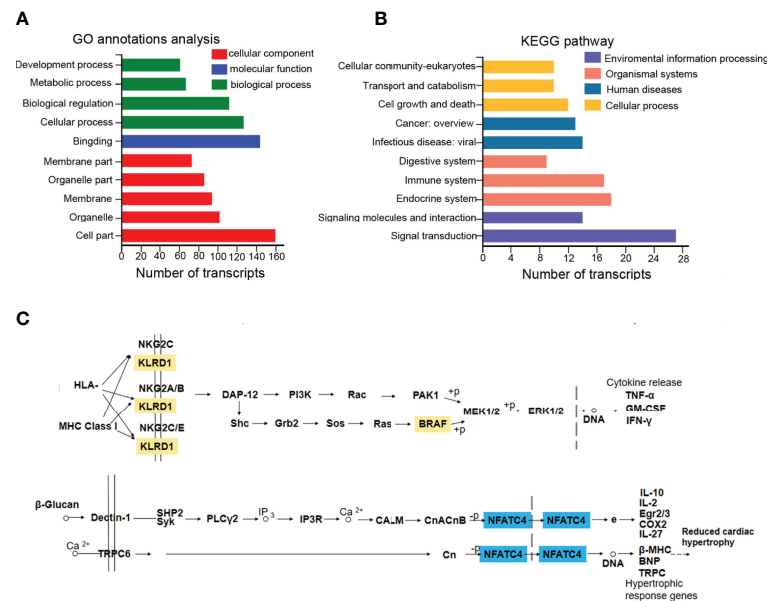 A
GO annotations analysis
cellular component
molecular function
biological process
Development process
Metabolic process
Biological regulation
Cellular process
Bingding
Membrane part
Organelle part
Membrane
Organelle
Cell part
0 20 40 60 80 100 120 140 160
Number of transcripts
B
KEGG pathway
Enviromental information processing
Organismal systems
Human diseases
Cellular process
Cellular community-eukaryotes
Transport and catabolism
Cell growth and death
Cancer: overview
Infectious disease: viral
Digestive system
Immune system
Endocrine system
Signaling molecules and interaction
Signal transduction
0 4 8 12 16 20 24 28
Number of transcripts
C
NKG2C
KLRD1
HLA-
NKG2A/B
KLRD1
MHC Class I
NKG2C/E
KLRD1
DAP-12 PI3K Rac PAK1 +p
Shc Grb2 Sos Ras BRAF +p
MEK1/2 +p ERK1/2
DNA
Cytokine release
TNF-α
GM-CSF
IFN-γ
β-Glucan
Dectin-1
SHP2
Syk
PLCγ2 IP3 IP3R Ca 2+ CALM CnACnB -p NFATC4 NFATC4 e
IL-10
IL-2
Egr2/3
COX2
IL-27
Ca 2+
TRPC6 Cn -p NFATC4 NFATC4
DNA
β-MHC
BNP
TRPC
Hypertrophic
response genes
Reduced cardiac
hypertrophy